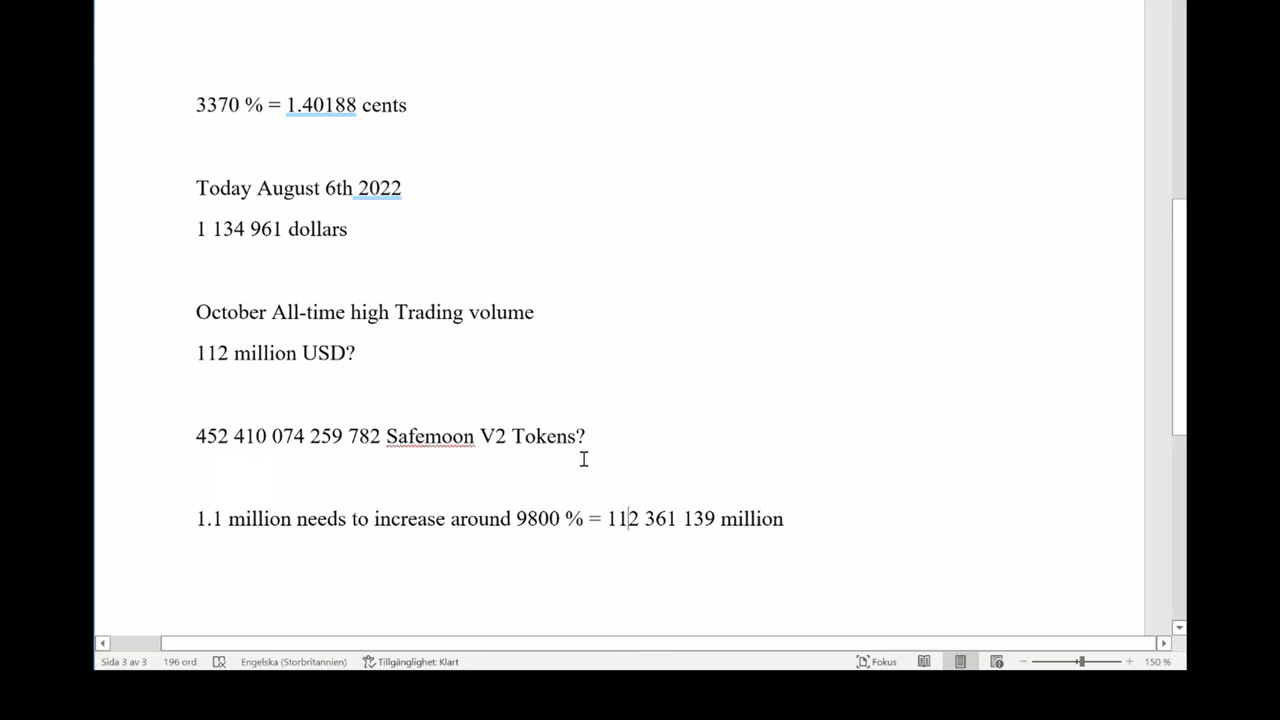 3370 % = 1.40188 cents
Today August 6th 2022
1 134 961 dollars
October All-time high Trading volume
112 million USD?
452 410 074 259 782 Safemoon V2 Tokens?
1.1 million needs to increase around 9800 % = 112 361 139 million
Sida 3 av 3 196 ord Engelska (Storbritannien) Tillgänglighet: Klart Fokus 150 %